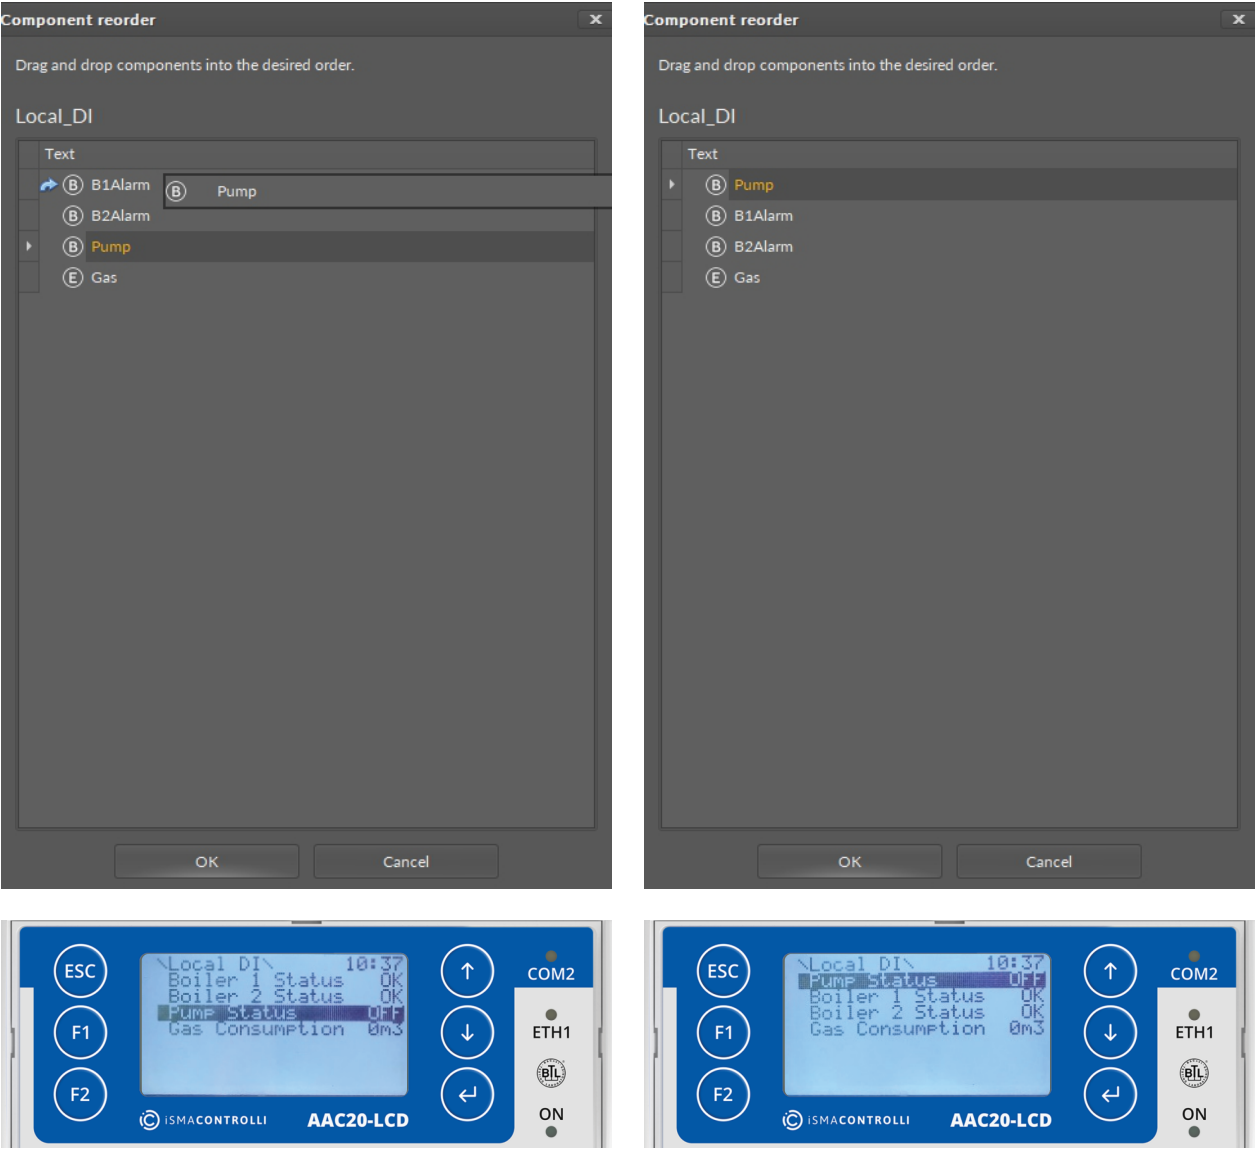 Component reorder
x
Drag and drop components into the desired order.
Local_DI
Text
B B1Alarm
B Pump
B B2Alarm
B Pump
E Gas
OK Cancel
Component reorder
x
Drag and drop components into the desired order.
Local_DI
Text
B Pump
B B1Alarm
B B2Alarm
E Gas
OK Cancel
ESC
F1
F2
\Local DI\ 10:37
Boiler 1 Status OK
Boiler 2 Status OK
Pump Status OFF
Gas Consumption 0m3
iSMACONTROLLI AAC20-LCD
COM2
ETH1
BTL
ON
ESC
F1
F2
\Local DI\ 10:37
Pump Status OFF
Boiler 1 Status OK
Boiler 2 Status OK
Gas Consumption 0m3
iSMACONTROLLI AAC20-LCD
COM2
ETH1
BTL
ON